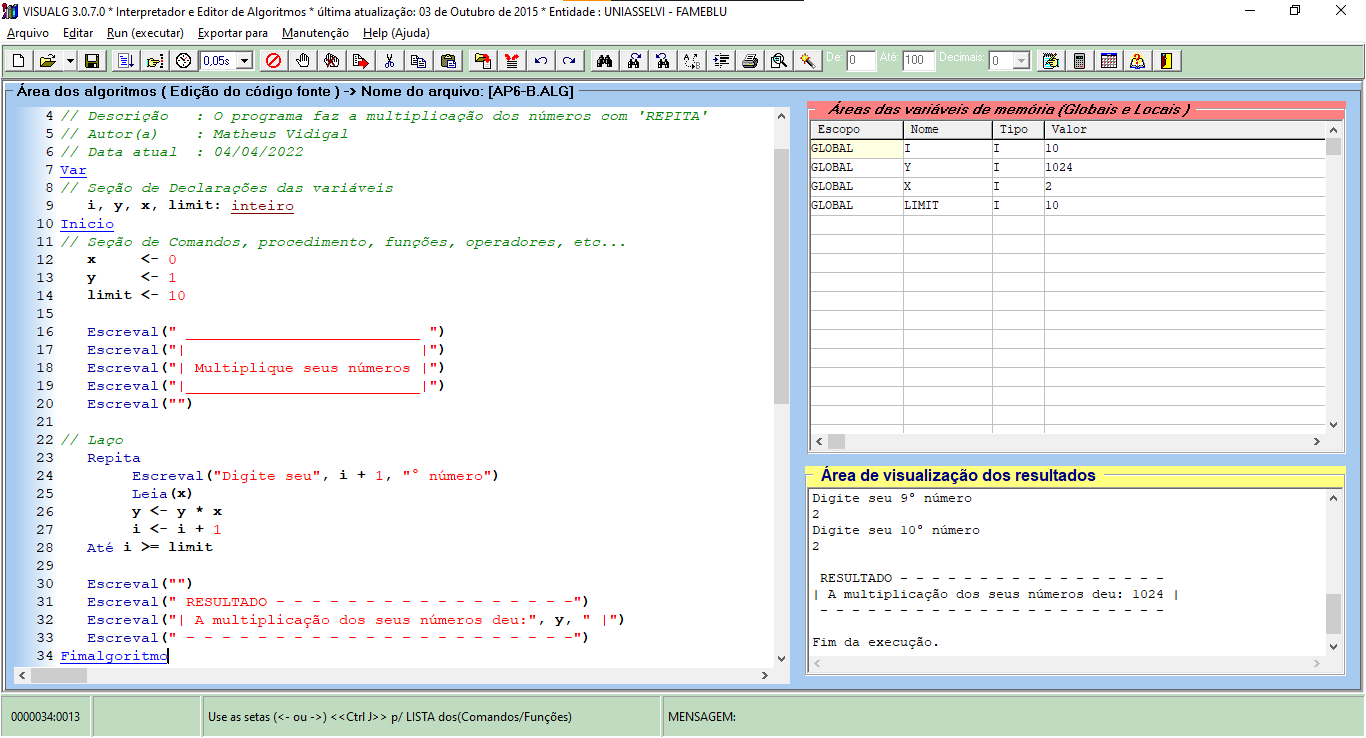 VISUALG 3.0.7.0 * Interpretador e Editor de Algoritmos * última atualização: 03 de Outubro de 2015 * Entidade : UNIASSELVI - FAMEBLU
Arquivo Editar Run (executar) Exportar para Manutenção Help (Ajuda)
0,05s De: 0 Até: 100 Decimais: 0
Área dos algoritmos ( Edição do código fonte ) -> Nome do arquivo: [AP6-B.ALG]
4 // Descrição   : O programa faz a multiplicação dos números com 'REPITA'
5 // Autor(a)    : Matheus Vidigal
6 // Data atual  : 04/04/2022
7 Var
8 // Seção de Declarações das variáveis
9    i, y, x, limit: inteiro
10 Inicio
11 // Seção de Comandos, procedimento, funções, operadores, etc...
12    x     <- 0
13    y     <- 1
14    limit <- 10
15
16    Escreval(" __________________________ ")
17    Escreval("|                          |")
18    Escreval("| Multiplique seus números |")
19    Escreval("|__________________________|")
20    Escreval("")
21
22 // Laço
23    Repita
24         Escreval("Digite seu", i + 1, "° número")
25         Leia(x)
26         y <- y * x
27         i <- i + 1
28    Até i >= limit
29
30    Escreval("")
31    Escreval(" RESULTADO - - - - - - - - - - - - - - - - -")
32    Escreval("| A multiplicação dos seus números deu:", y, " |")
33    Escreval(" - - - - - - - - - - - - - - - - - - - - - -")
34 Fimalgoritmo
Áreas das variáveis de memória (Globais e Locais )
Escopo Nome Tipo Valor
GLOBAL I I 10
GLOBAL Y I 1024
GLOBAL X I 2
GLOBAL LIMIT I 10
Área de visualização dos resultados
Digite seu 9° número
2
Digite seu 10° número
2
RESULTADO - - - - - - - - - - - - - - - - -
| A multiplicação dos seus números deu: 1024 |
- - - - - - - - - - - - - - - - - - - - - -
Fim da execução.
0000034:0013 Use as setas (<- ou ->) <<Ctrl J>> p/ LISTA dos(Comandos/Funções) MENSAGEM: